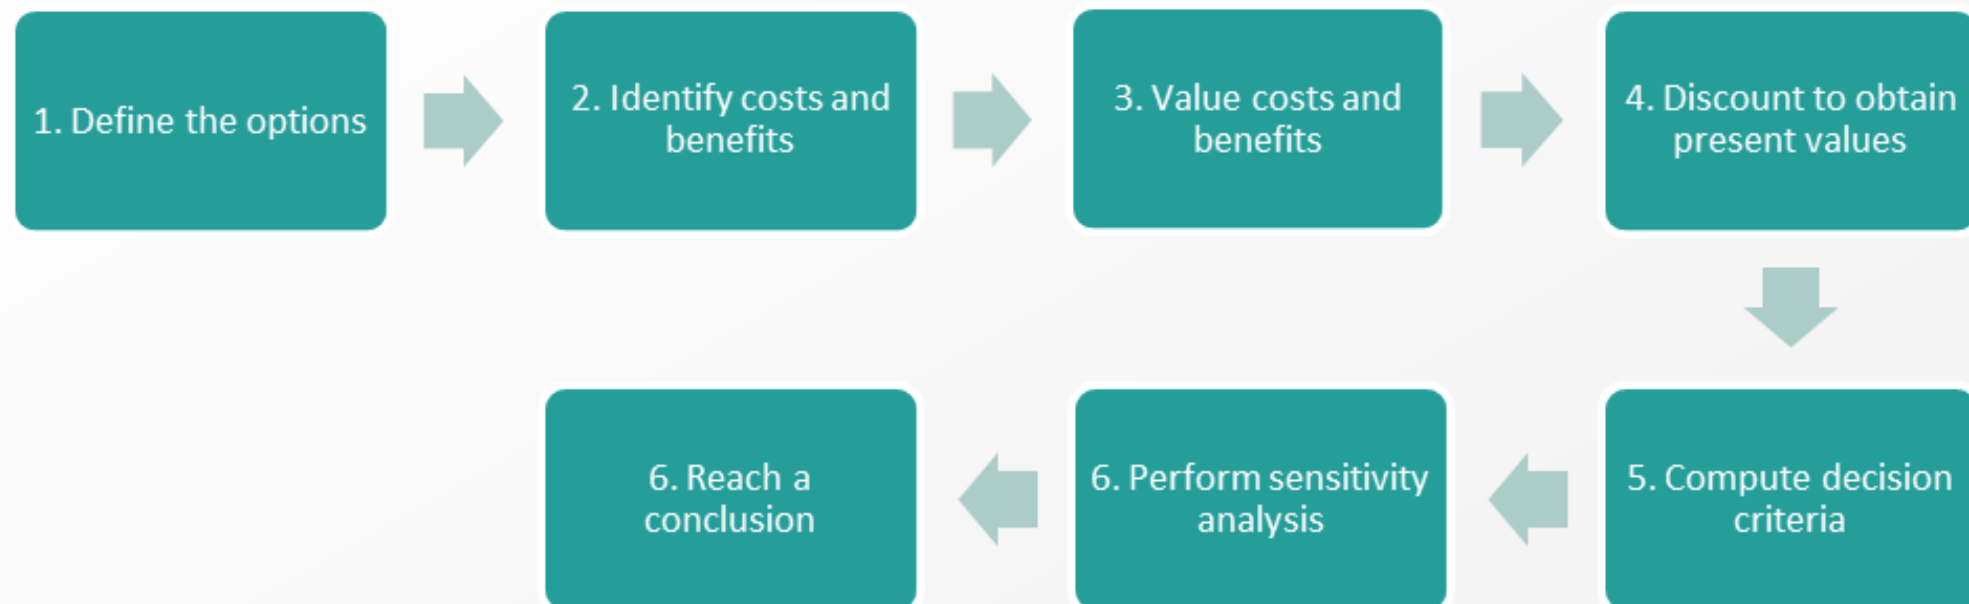 1. Define the options
2. Identify costs and
benefits
3. Value costs and
benefits
4. Discount to obtain
present values
5. Compute decision
criteria
6. Perform sensitivity
analysis
6. Reach a
conclusion